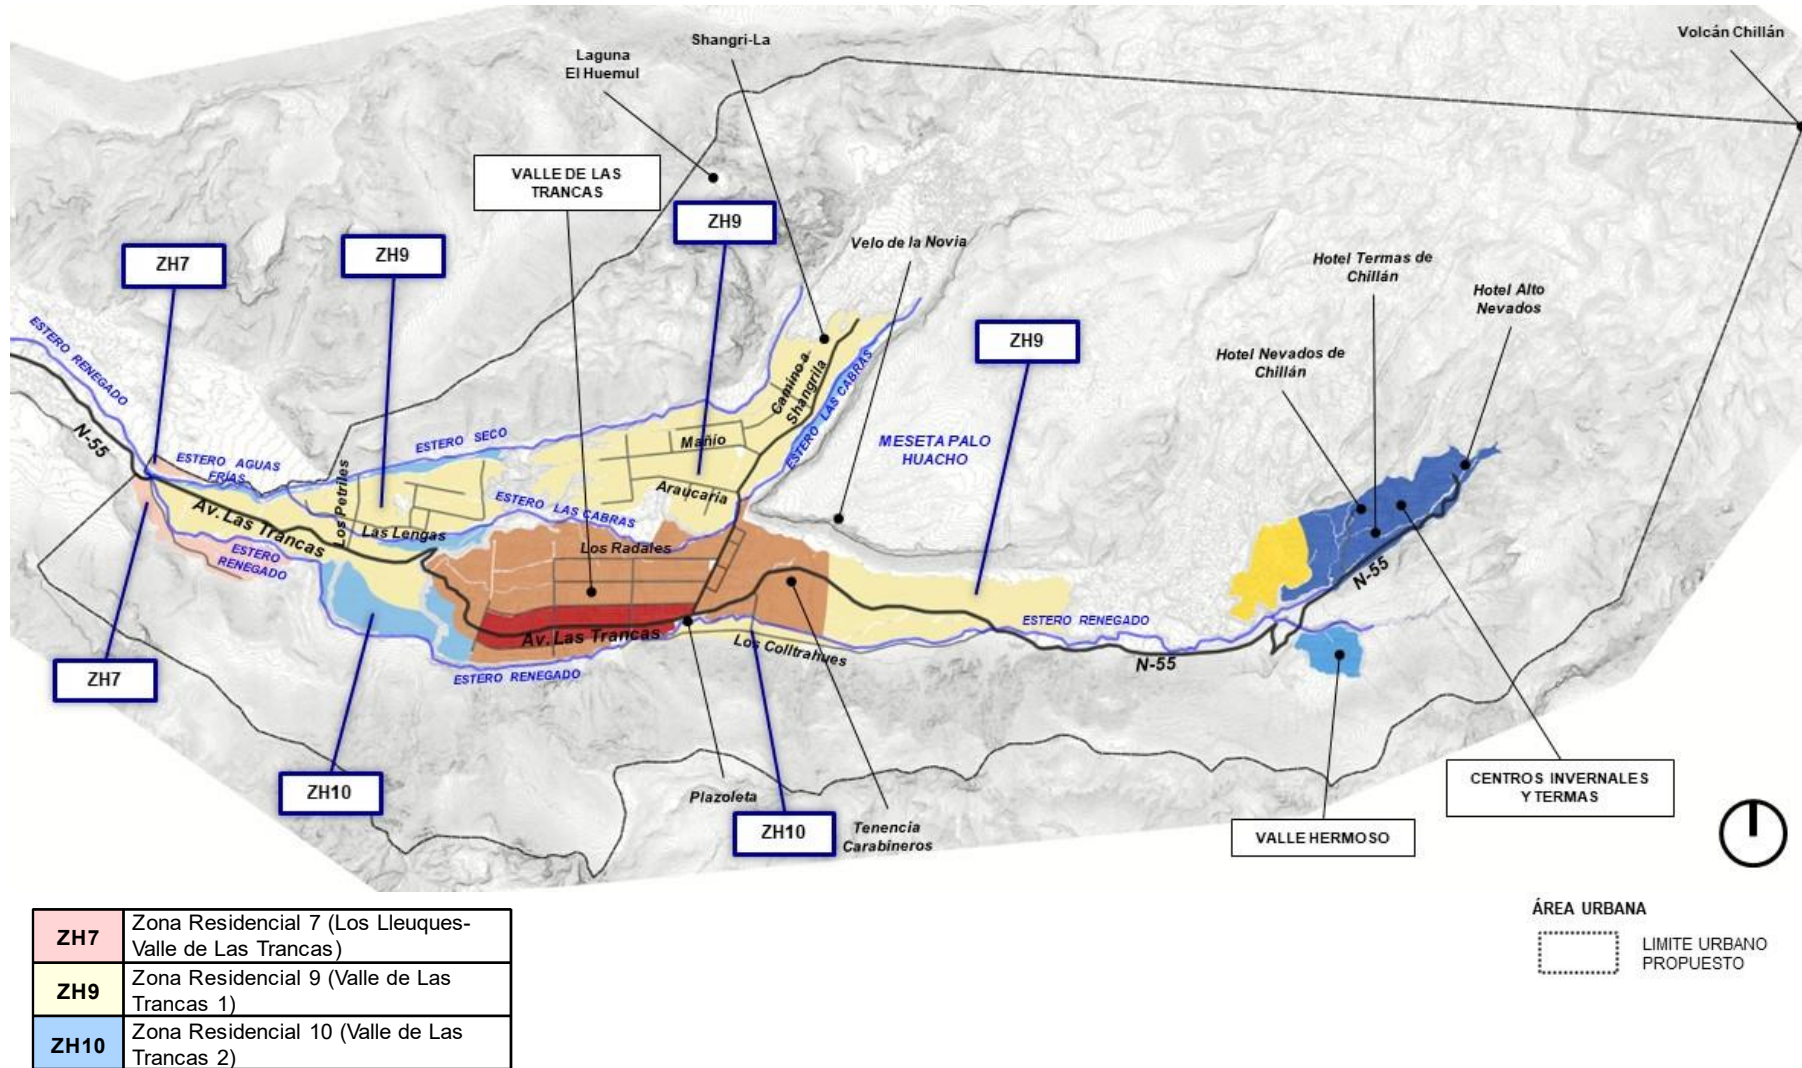 Shangri-La
Volcán Chillán
Laguna
El Huemul
VALLE DE LAS
TRANCAS
ZH9
Velo de la Novia
ZH7
ZH9
Hotel Termas de
Chillán
Hotel Alto
Nevados
ZH9
Hotel Nevados de
Chillán
ESTERO RENEGADO
N-55
Camino a
Shangrila
ESTERO LAS CABRAS
ESTERO SECO
Mañío
MESETA PALO
HUACHO
ESTERO AGUAS
FRÍAS
Los Petriles
Araucaria
ESTERO LAS CABRAS
Av. Las Trancas
Las Lengas
Los Radales
ESTERO
RENEGADO
N-55
ESTERO RENEGADO
Av. Las Trancas
Los Colltrahues
N-55
ZH7
ESTERO RENEGADO
ZH10
Plazoleta
ZH10
Tenencia
Carabineros
CENTROS INVERNALES
Y TERMAS
VALLE HERMOSO
ÁREA URBANA
LIMITE URBANO
PROPUESTO
ZH7
Zona Residencial 7 (Los Lleuques-
Valle de Las Trancas)
ZH9
Zona Residencial 9 (Valle de Las
Trancas 1)
ZH10
Zona Residencial 10 (Valle de Las
Trancas 2)